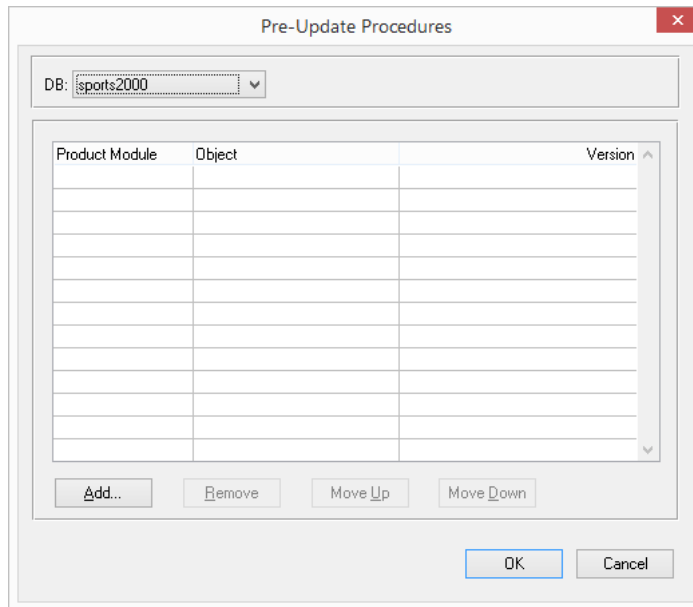 Pre-Update Procedures
DB: sports2000
Product Module Object Version
Add... Remove Move Up Move Down
OK Cancel